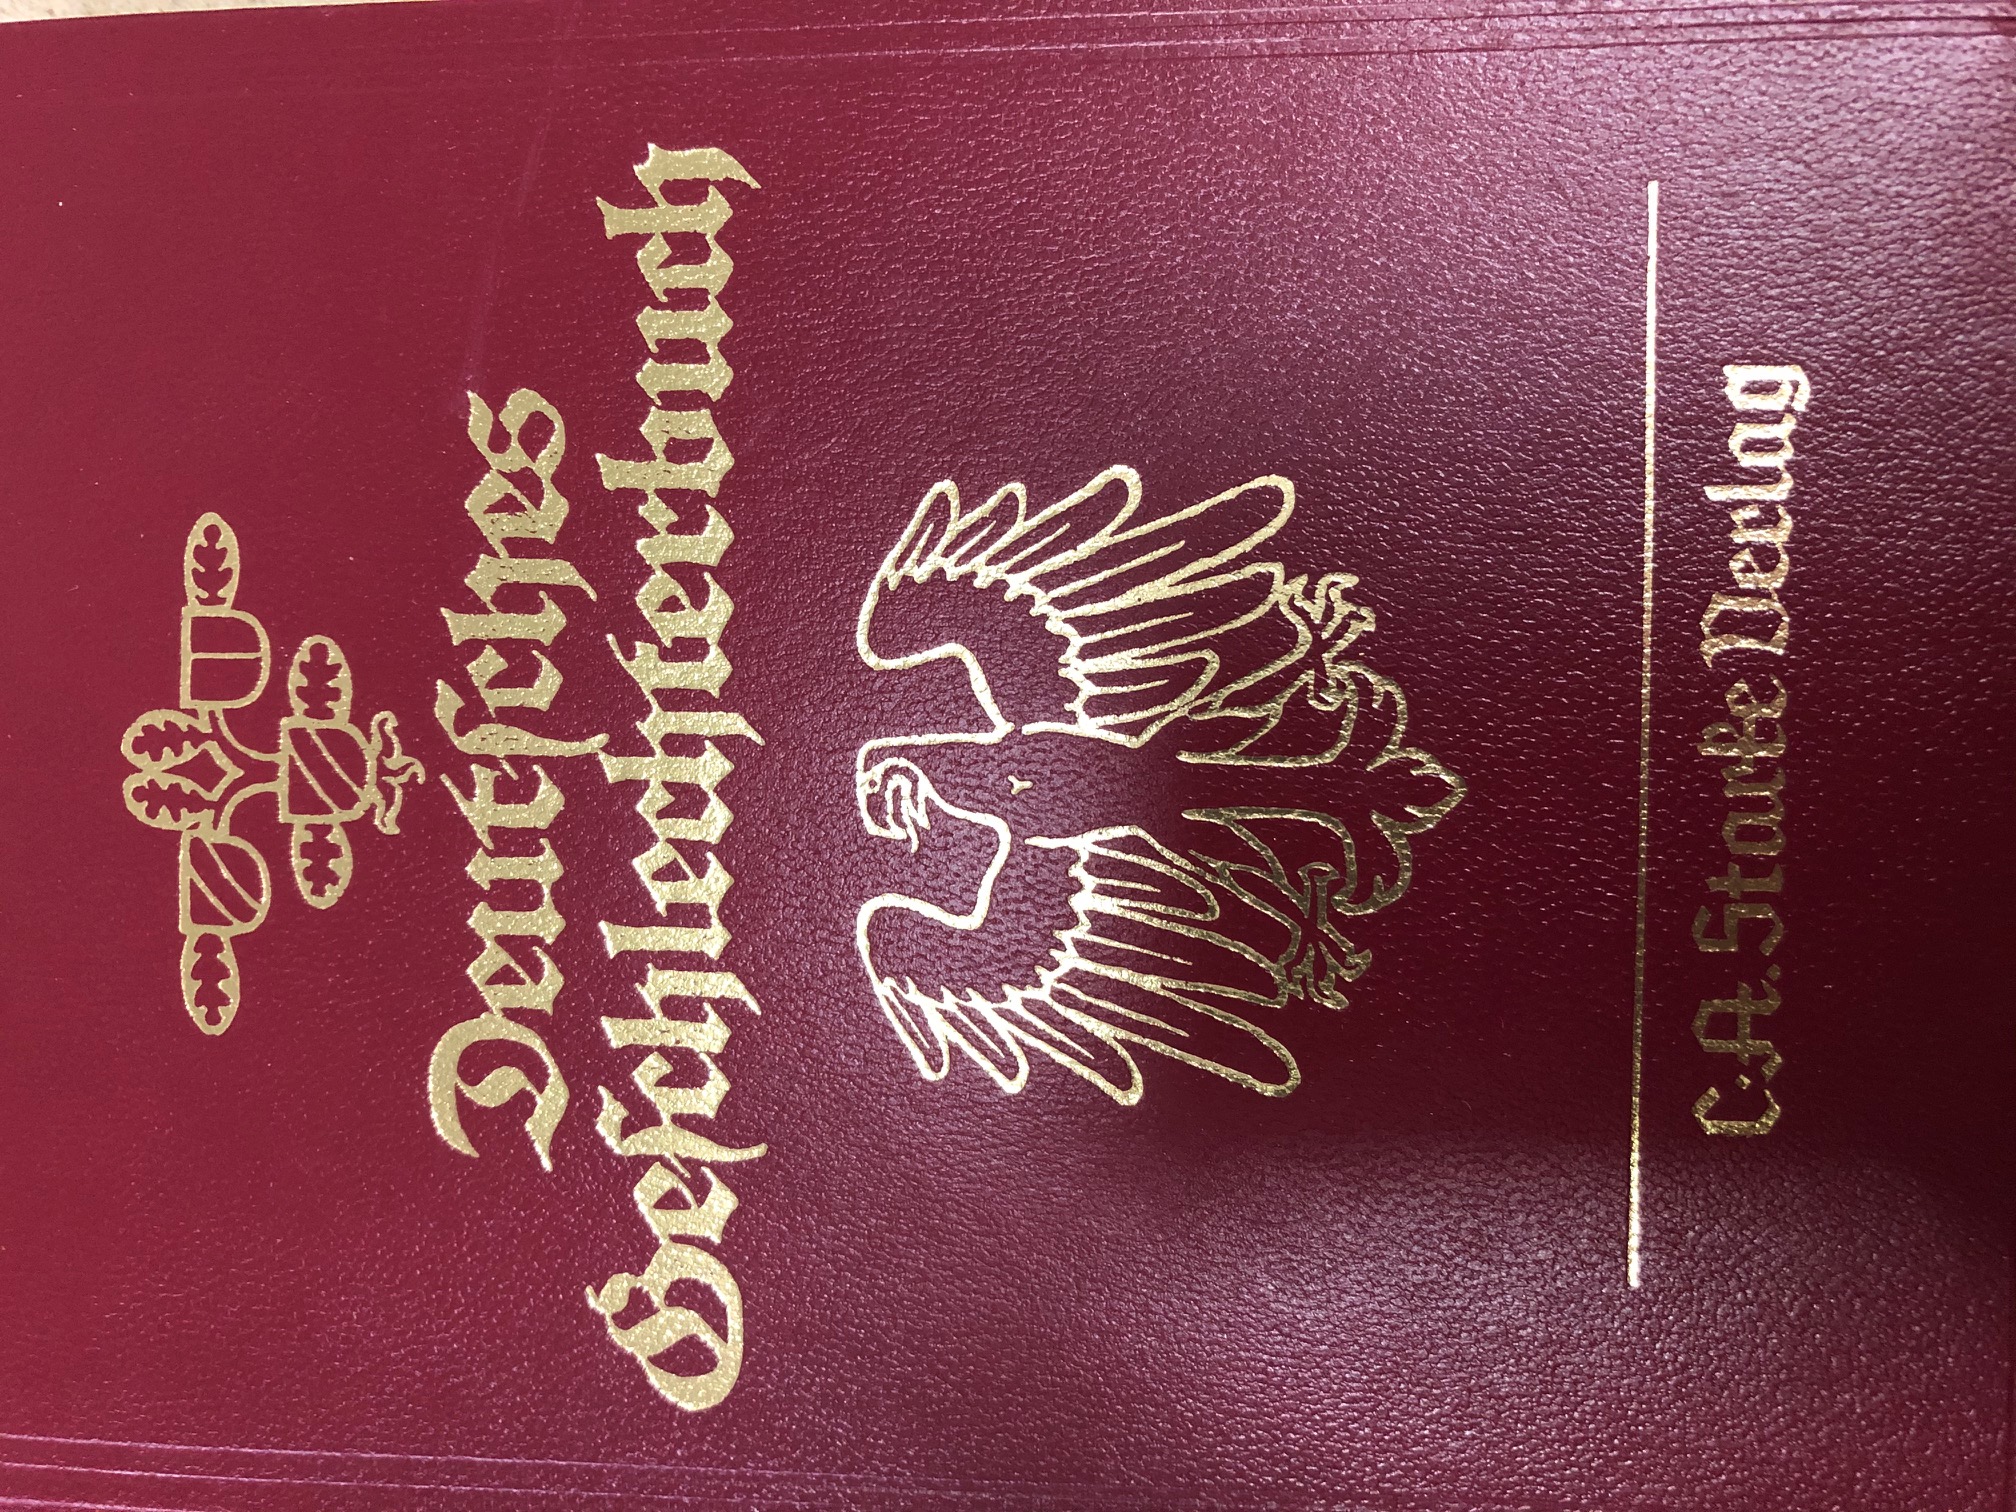 Deutſches
Geſchlechterbuch
C.A. Starke Verlag